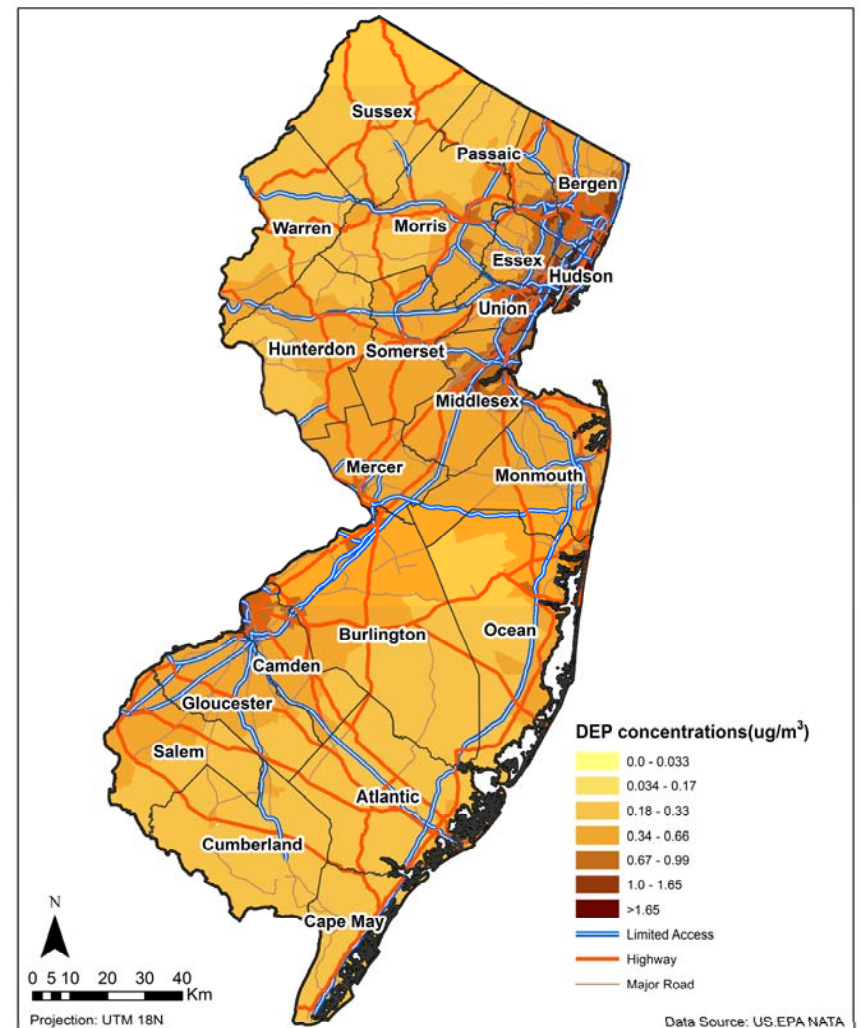 Sussex
Passaic
Bergen
Warren
Morris
Essex
Hudson
Union
Hunterdon
Somerset
Middlesex
Mercer
Monmouth
Burlington
Ocean
Camden
Gloucester
Salem
Atlantic
Cumberland
Cape May
DEP concentrations(ug/m³)
0.0 - 0.033
0.034 - 0.17
0.18 - 0.33
0.34 - 0.66
0.67 - 0.99
1.0 - 1.65
>1.65
Limited Access
Highway
Major Road
N
0 5 10 20 30 40
Km
Projection: UTM 18N
Data Source: US.EPA NATA